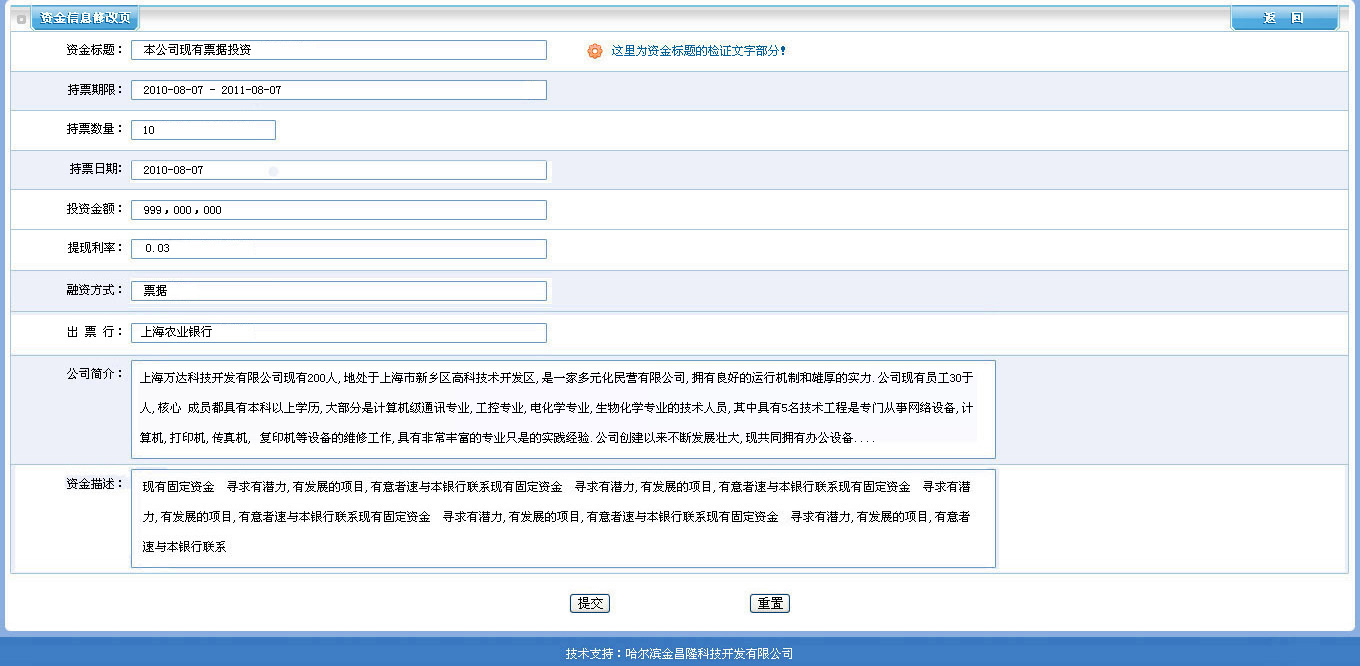 资金信息修改页 返 回
资金标题： 本公司现有票据投资 这里为资金标题的检证文字部分！
持票期限： 2010-08-07 - 2011-08-07
持票数量： 10
持票日期： 2010-08-07
投资金额： 999，000，000
提现利率： 0.03
融资方式： 票据
出 票 行： 上海农业银行
公司简介： 上海万达科技开发有限公司现有200人,地处于上海市新乡区高科技术开发区,是一家多元化民营有限公司,拥有良好的运行机制和雄厚的实力.公司现有员工30于
人,核心 成员都具有本科以上学历,大部分是计算机级通讯专业,工控专业,电化学专业,生物化学专业的技术人员,其中具有5名技术工程是专门从事网络设备,计
算机,打印机,传真机, 复印机等设备的维修工作,具有非常丰富的专业只是的实践经验.公司创建以来不断发展壮大,现共同拥有办公设备....
资金描述： 现有固定资金 寻求有潜力,有发展的项目,有意者速与本银行联系现有固定资金 寻求有潜力,有发展的项目,有意者速与本银行联系现有固定资金 寻求有潜
力,有发展的项目,有意者速与本银行联系现有固定资金 寻求有潜力,有发展的项目,有意者速与本银行联系现有固定资金 寻求有潜力,有发展的项目,有意者
速与本银行联系
提交 重置
技术支持：哈尔滨金昌隆科技开发有限公司